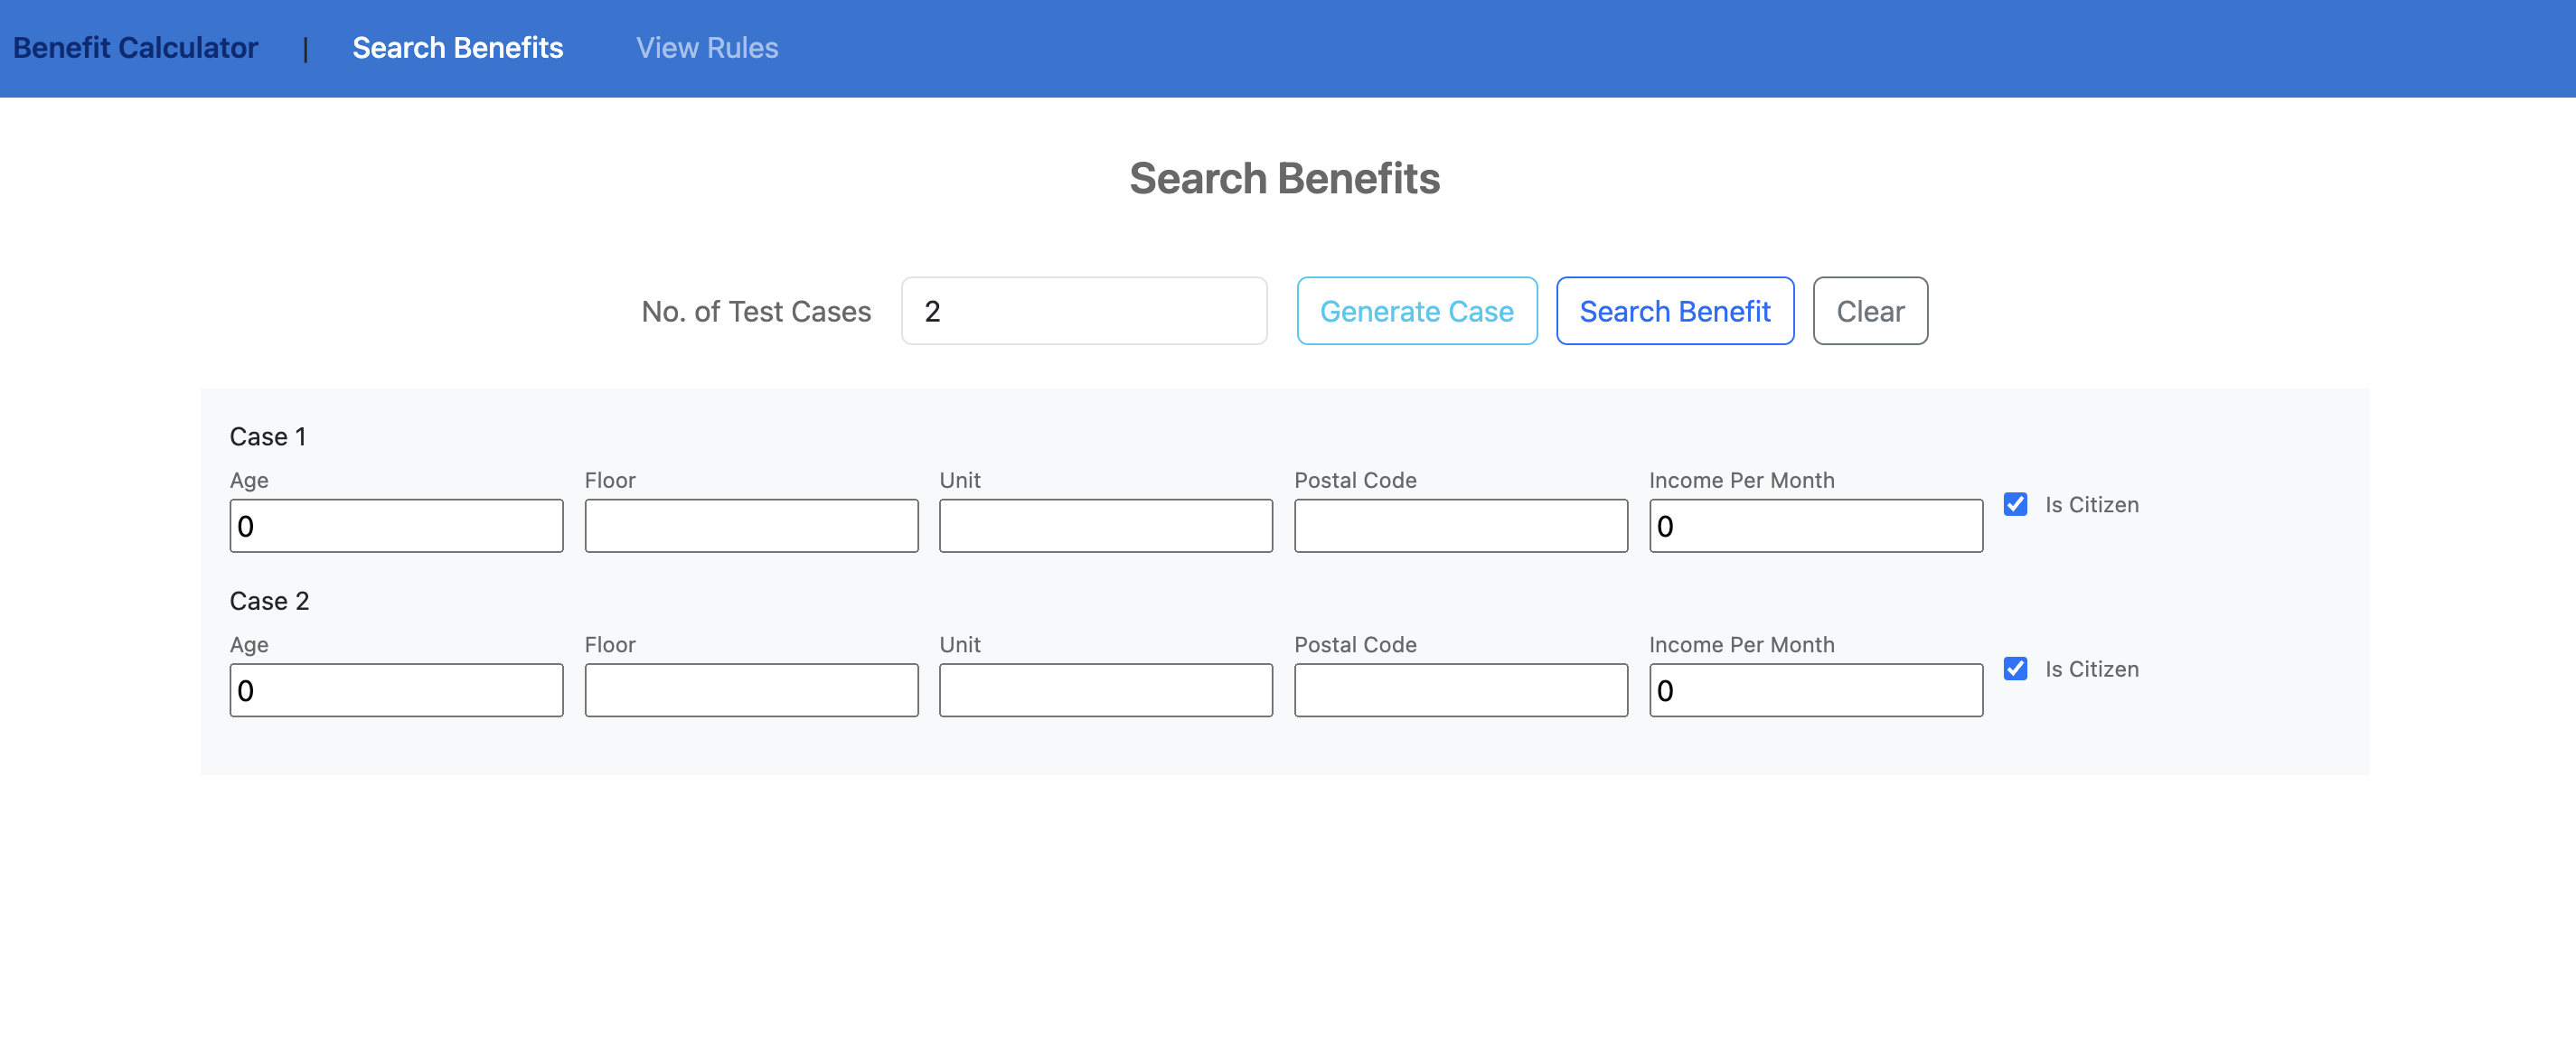 Benefit Calculator | Search Benefits View Rules
Search Benefits
No. of Test Cases 2 Generate Case Search Benefit Clear
Case 1
Age Floor Unit Postal Code Income Per Month
0 0 Is Citizen
Case 2
Age Floor Unit Postal Code Income Per Month
0 0 Is Citizen